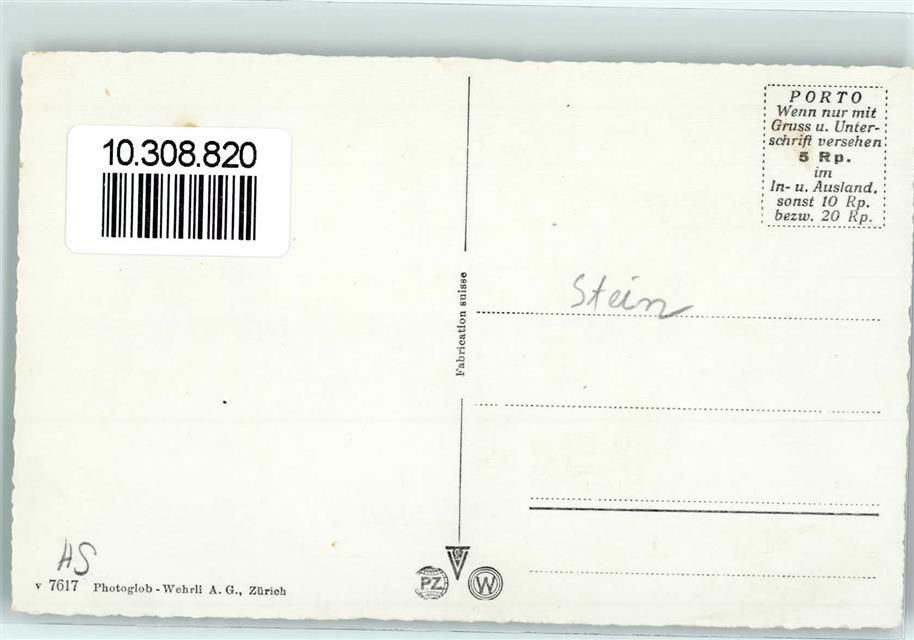 10.308.820
PORTO
Wenn nur mit
Gruss u. Unter-
schrift versehen
5 Rp.
im
In- u. Ausland,
sonst 10 Rp.
bezw. 20 Rp.
Fabrication suisse
Stein
HS
v 7617 Photoglob-Wehrli A. G., Zürich
PZ
W